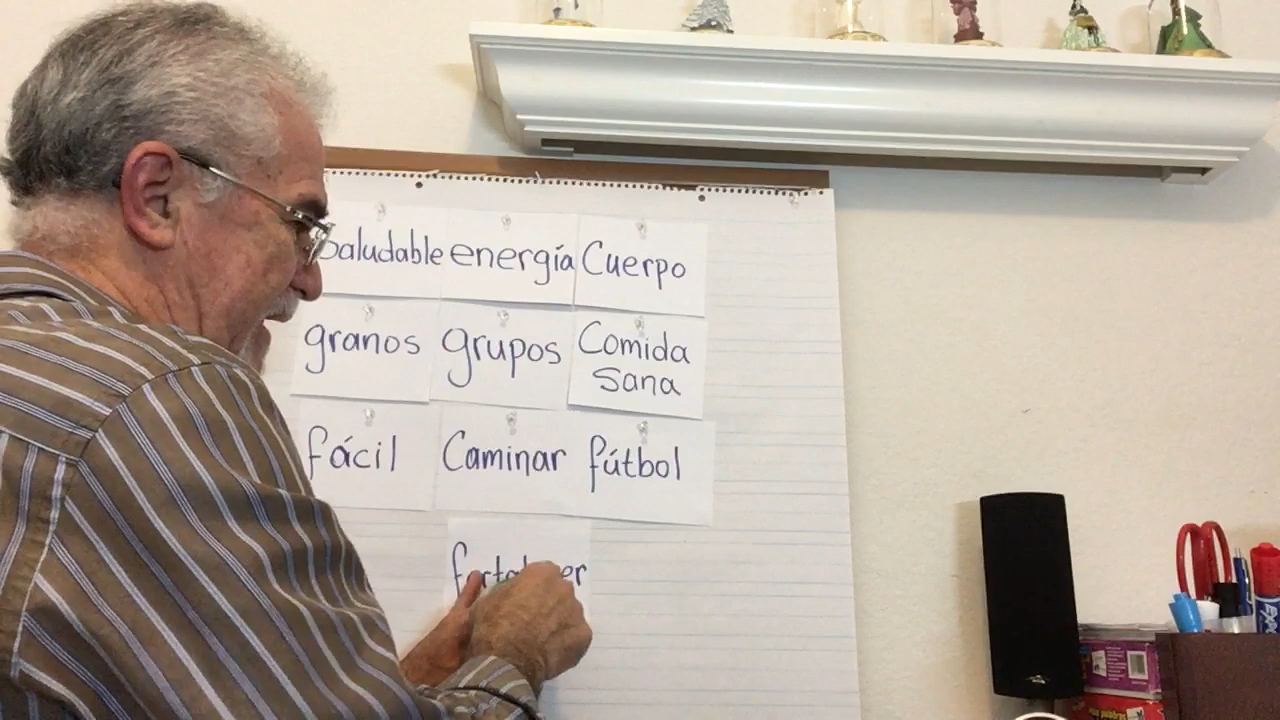 saludable energía Cuerpo
granos grupos Comida
sana
fácil Caminar fútbol